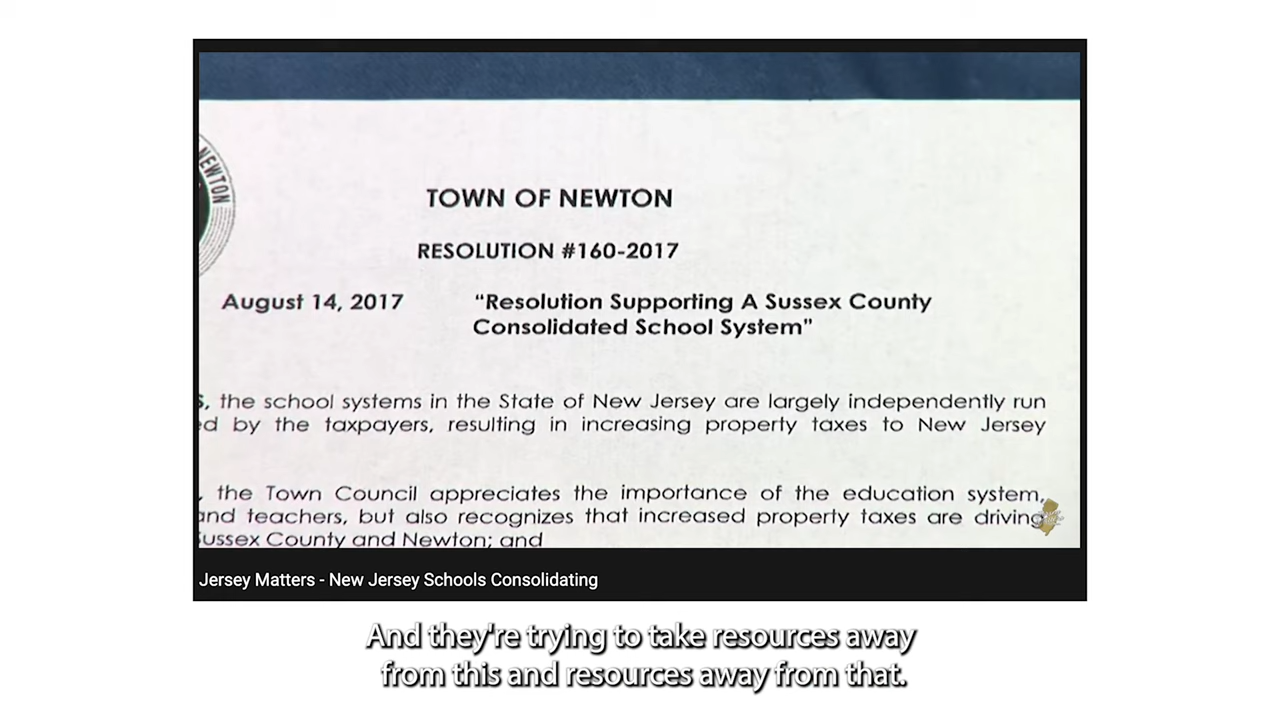 NEWTON
TOWN OF NEWTON
RESOLUTION #160-2017
August 14, 2017 "Resolution Supporting A Sussex County
Consolidated School System"
the school systems in the State of New Jersey are largely independently run
by the taxpayers, resulting in increasing property taxes to New Jersey
the Town Council appreciates the importance of the education system,
and teachers, but also recognizes that increased property taxes are driving
Sussex County and Newton; and
Jersey Matters - New Jersey Schools Consolidating
And they're trying to take resources away
from this and resources away from that.